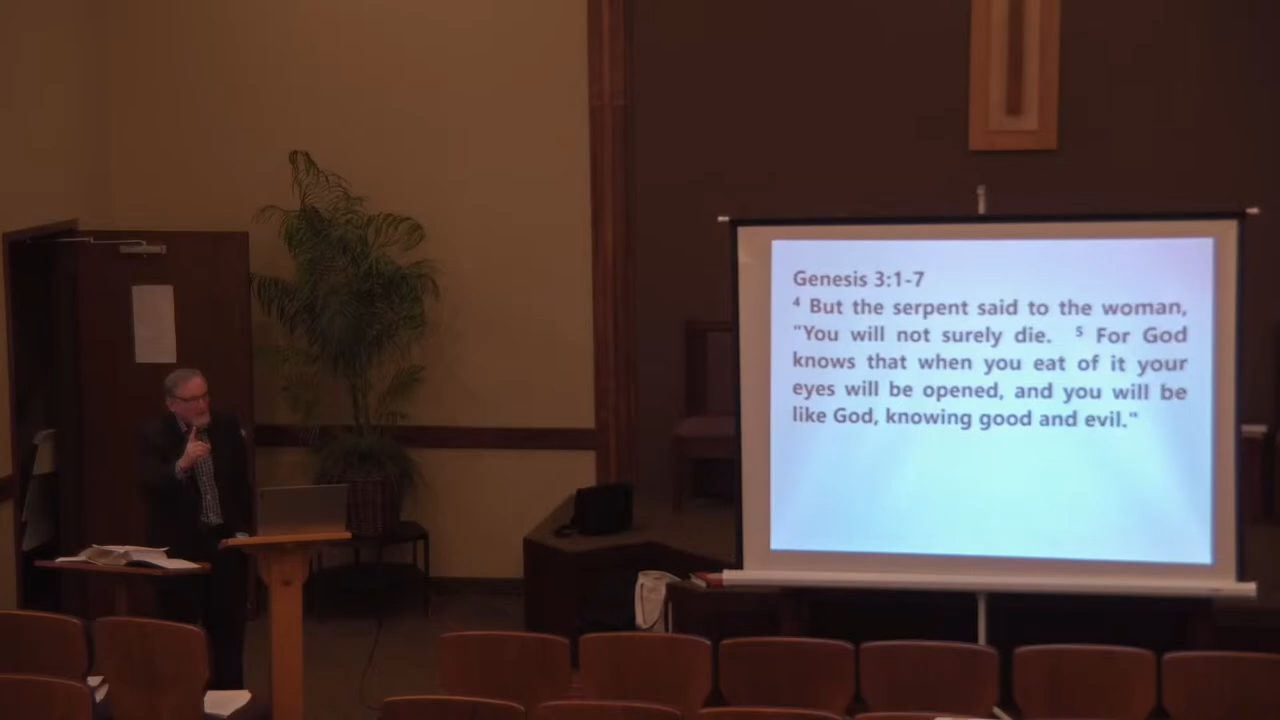 Genesis 3:1-7
⁴ But the serpent said to the woman,
"You will not surely die. ⁵ For God
knows that when you eat of it your
eyes will be opened, and you will be
like God, knowing good and evil."